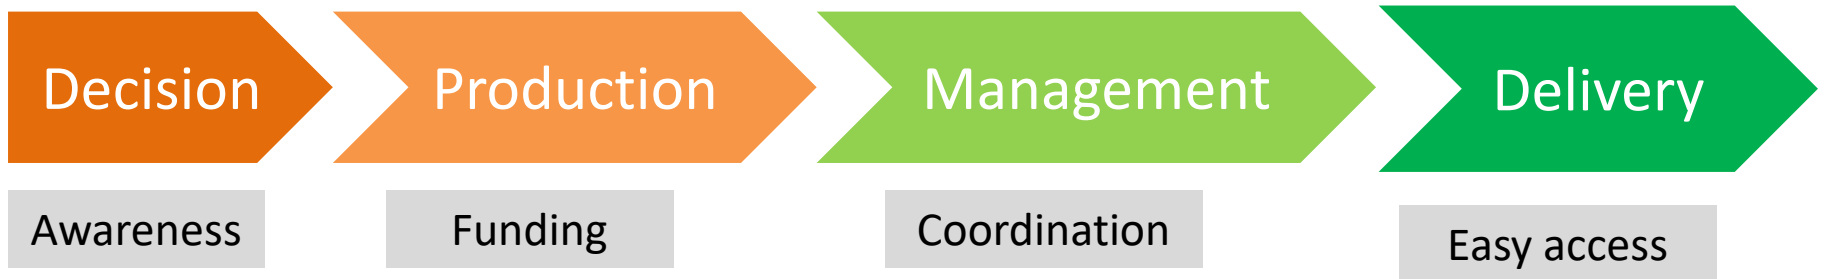 Decision
Production
Management
Delivery
Awareness
Funding
Coordination
Easy access